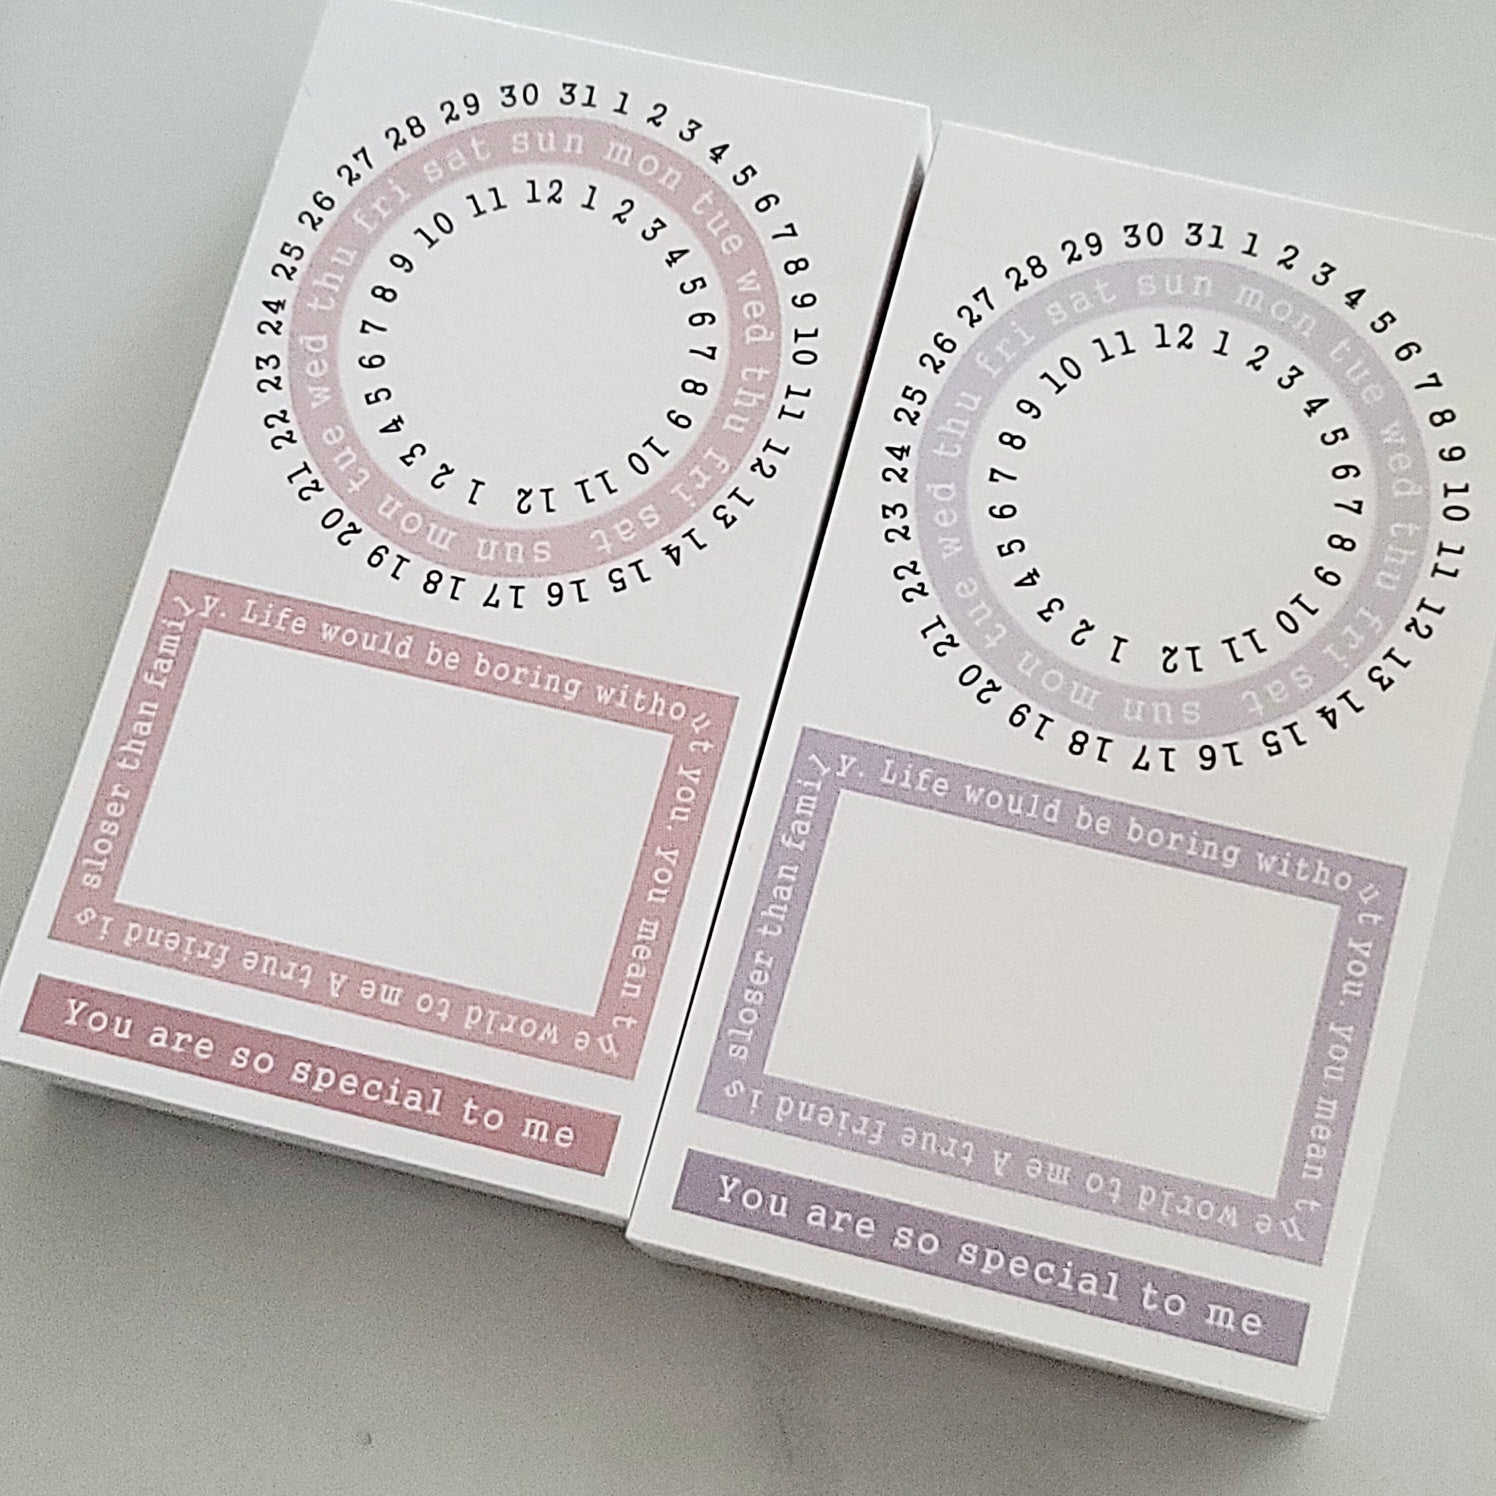 1 2 3 4 5 6 7 8 9 10 11 12 13 14 15 16 17 18 19 20 21 22 23 24 25 26 27 28 29 30 31
sun mon tue wed thu fri sat sun mon tue wed thu fri sat
12 1 2 3 4 5 6 7 8 9 10 11 12 1 2 3 4 5 6 7 8 9 10 11
Life would be boring without you. You mean the world to me A true friend is sloser than family.
You are so special to me
1 2 3 4 5 6 7 8 9 10 11 12 13 14 15 16 17 18 19 20 21 22 23 24 25 26 27 28 29 30 31
sun mon tue wed thu fri sat sun mon tue wed thu fri sat
12 1 2 3 4 5 6 7 8 9 10 11 12 1 2 3 4 5 6 7 8 9 10 11
Life would be boring without you. You mean the world to me A true friend is sloser than family.
You are so special to me